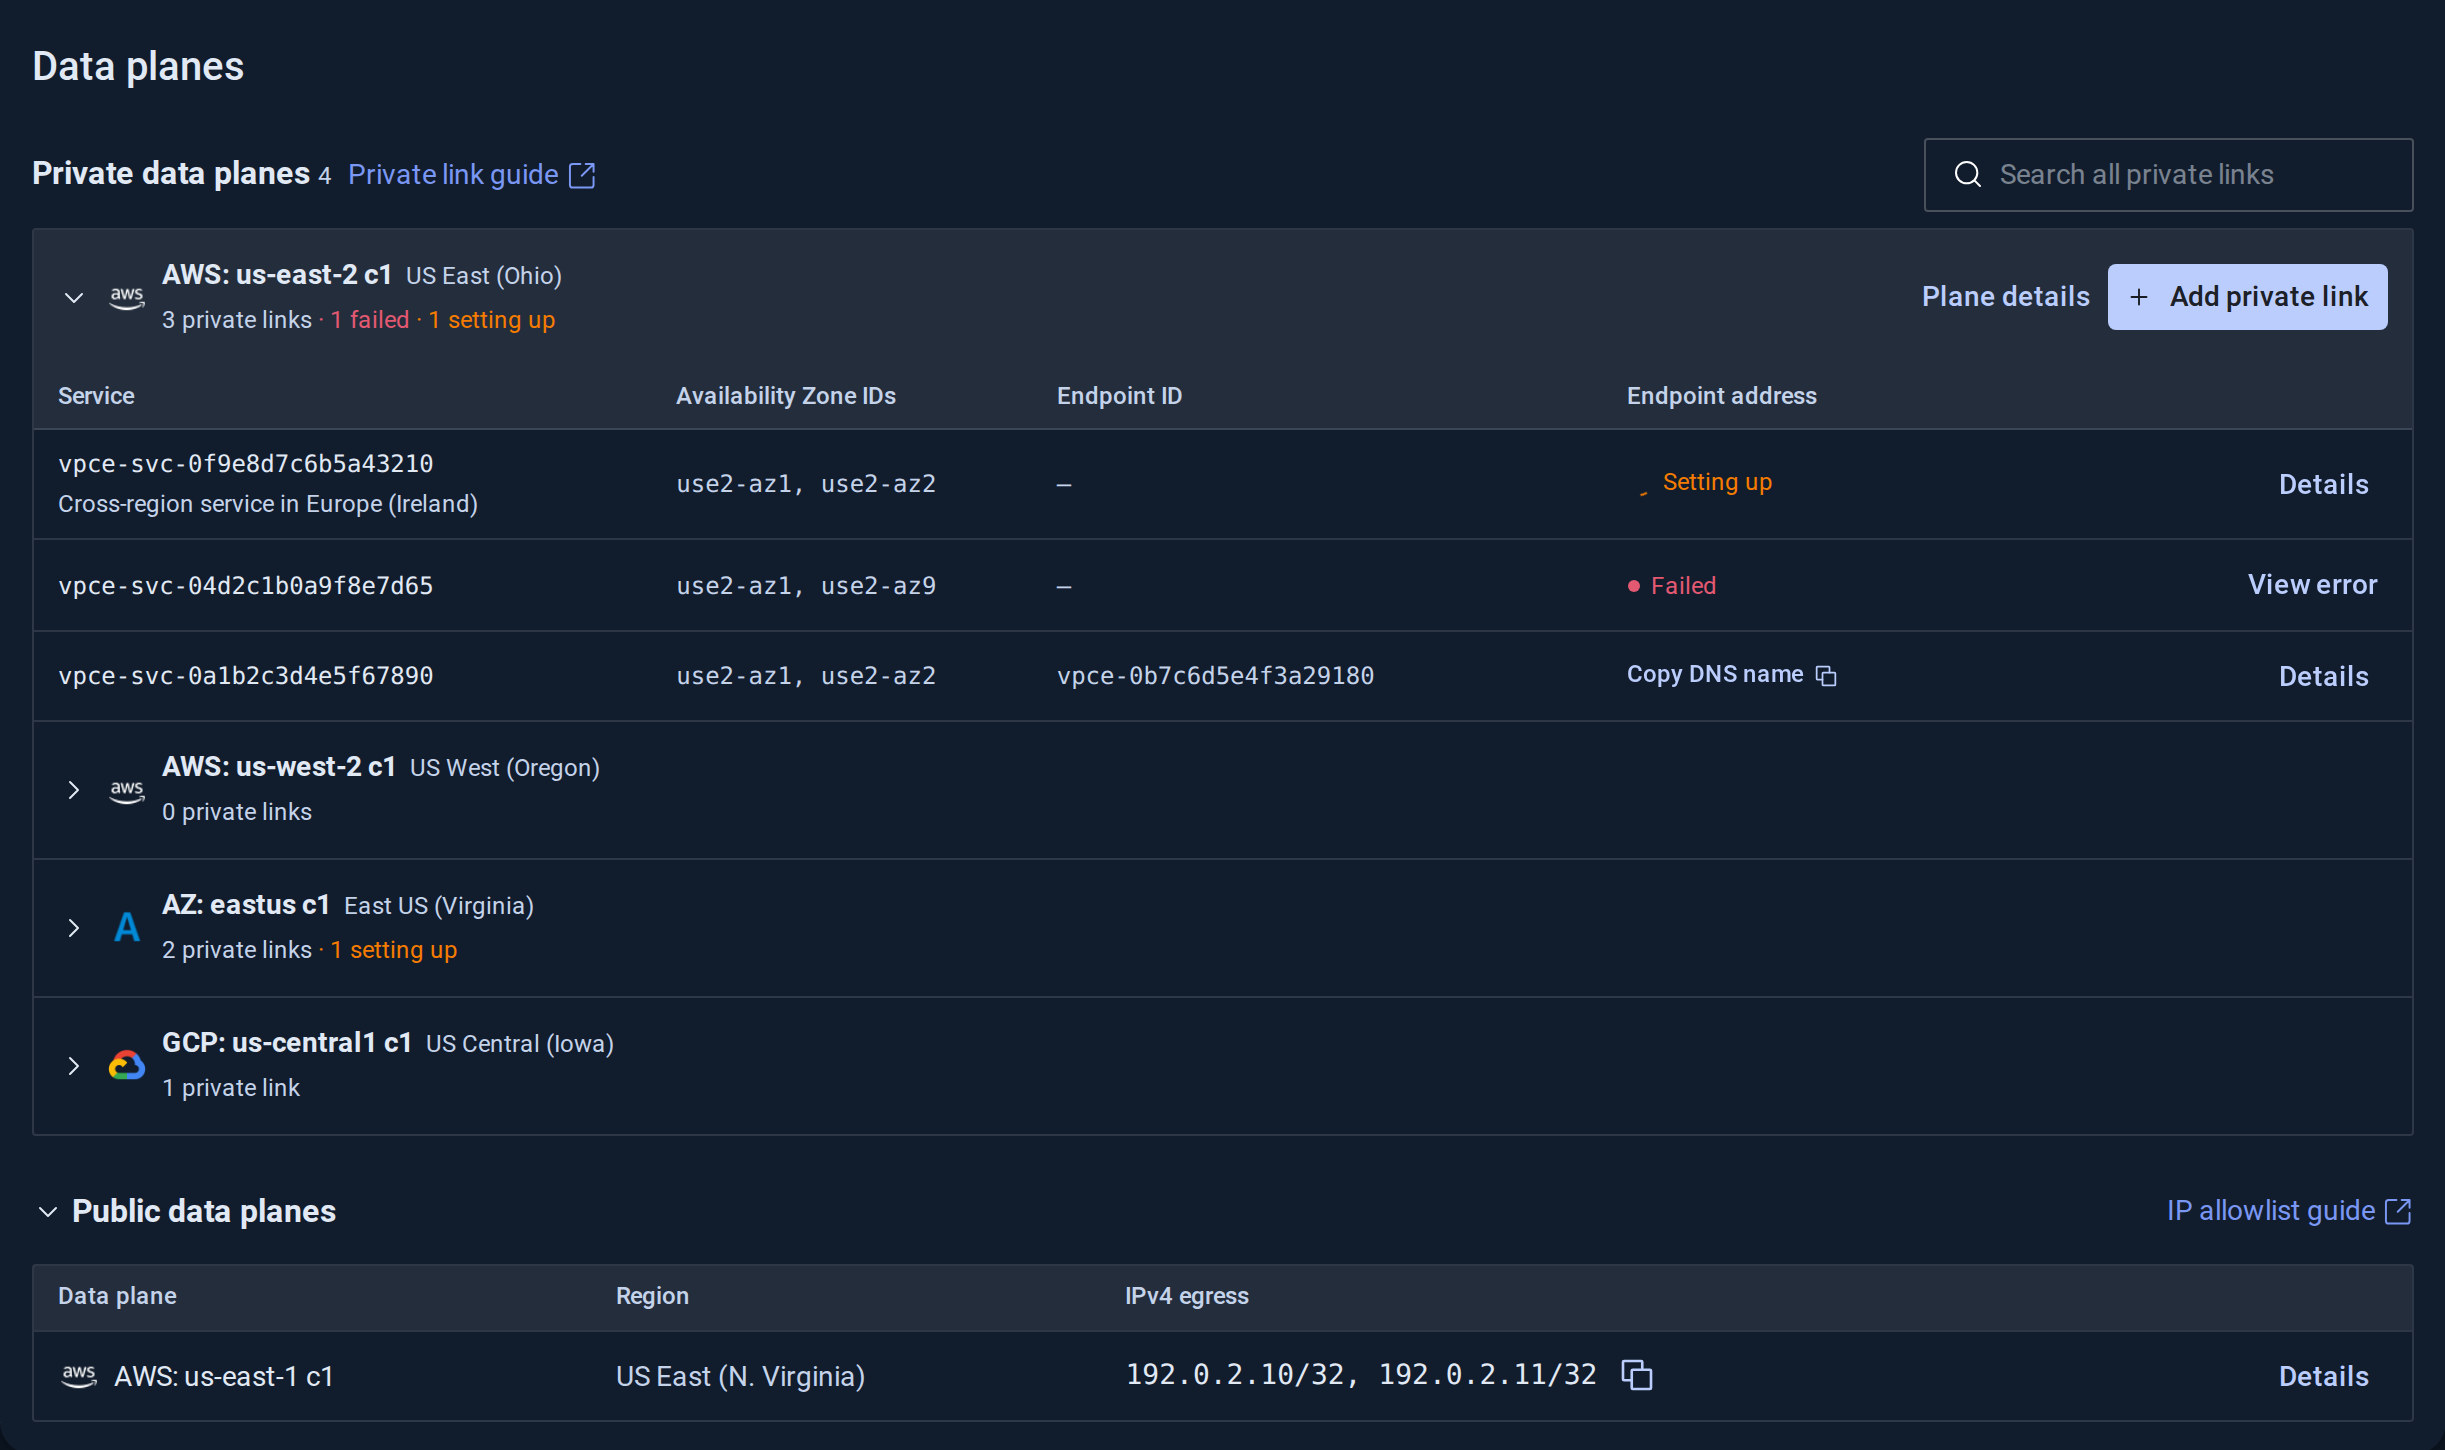 Data planes
Private data planes 4 Private link guide
Search all private links
aws AWS: us-east-2 c1 US East (Ohio)
3 private links · 1 failed · 1 setting up
Plane details + Add private link
Service Availability Zone IDs Endpoint ID Endpoint address
vpce-svc-0f9e8d7c6b5a43210 use2-az1, use2-az2 — Setting up Details
Cross-region service in Europe (Ireland)
vpce-svc-04d2c1b0a9f8e7d65 use2-az1, use2-az9 — Failed View error
vpce-svc-0a1b2c3d4e5f67890 use2-az1, use2-az2 vpce-0b7c6d5e4f3a29180 Copy DNS name Details
aws AWS: us-west-2 c1 US West (Oregon)
0 private links
AZ: eastus c1 East US (Virginia)
2 private links · 1 setting up
GCP: us-central1 c1 US Central (Iowa)
1 private link
Public data planes IP allowlist guide
Data plane Region IPv4 egress
aws AWS: us-east-1 c1 US East (N. Virginia) 192.0.2.10/32, 192.0.2.11/32 Details